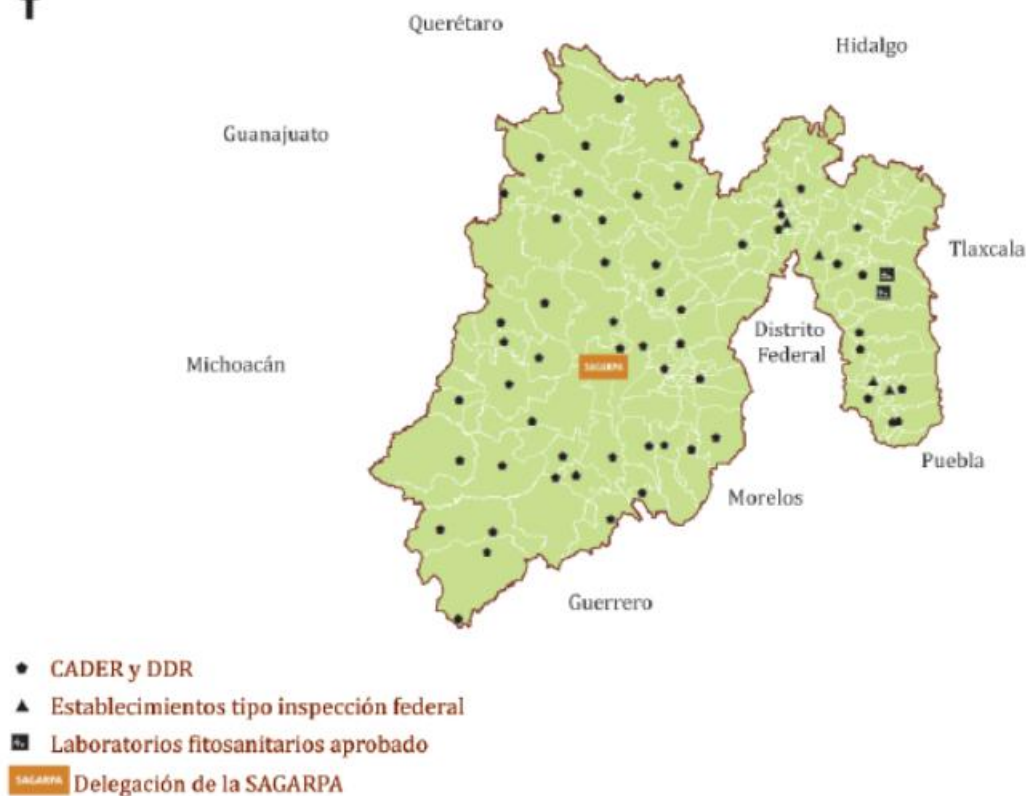 Querétaro
Hidalgo
Guanajuato
Tlaxcala
Distrito
Federal
Michoacán
SAGARPA
Puebla
Morelos
Guerrero
CADER y DDR
Establecimientos tipo inspección federal
Laboratorios fitosanitarios aprobado
SAGARPA Delegación de la SAGARPA